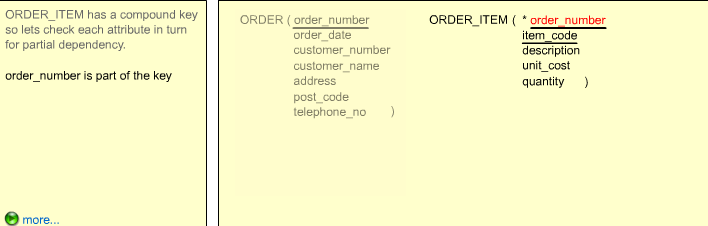 ORDER_ITEM has a compound key
so lets check each attribute in turn
for partial dependency.
order_number is part of the key
more...
ORDER ( order_number
order_date
customer_number
customer_name
address
post_code
telephone_no )
ORDER_ITEM ( * order_number
item_code
description
unit_cost
quantity )